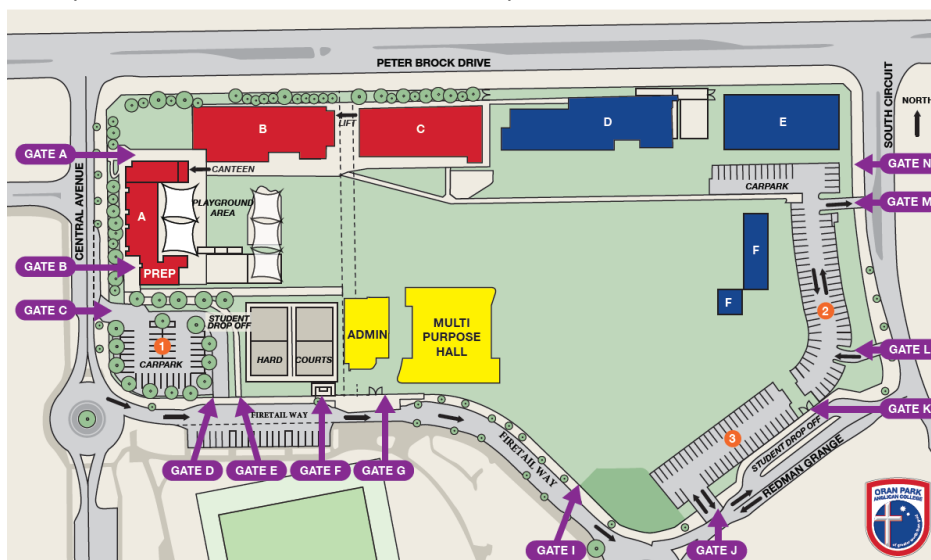 PETER BROCK DRIVE
SOUTH CIRCUIT
NORTH
CENTRAL AVENUE
B
LIFT
C
D
E
GATE A
CANTEEN
GATE N
CARPARK
GATE M
PLAYGROUND
AREA
A
F
GATE B
PREP
F
GATE C
STUDENT
DROP OFF
2
ADMIN
MULTI
PURPOSE
HALL
1
CARPARK
HARD COURTS
GATE L
GATE K
FIRETAIL WAY
FIRETAIL WAY
3
STUDENT DROP OFF
REDMAN GRANGE
GATE D
GATE E
GATE F
GATE G
GATE I
GATE J
ORAN PARK
ANGLICAN COLLEGE